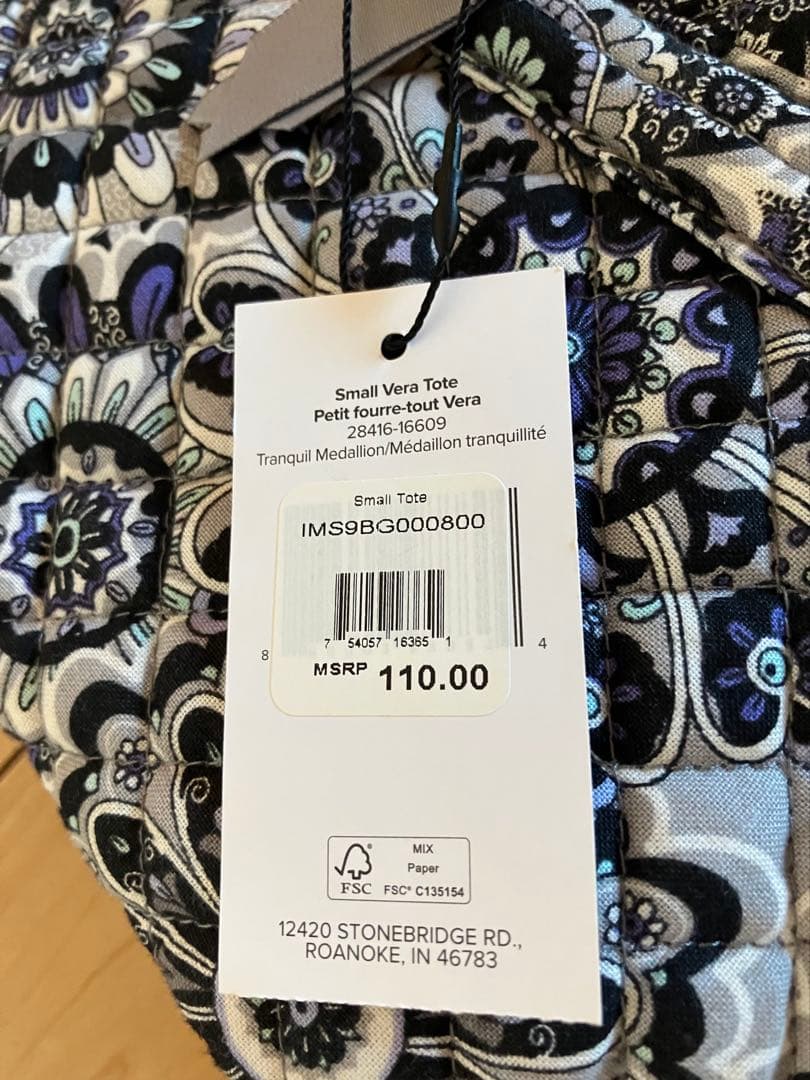 Small Vera Tote
Petit fourre-tout Vera
28416-16609
Tranquil Medallion/Médaillon tranquillité
Small Tote
IMS9BG000800
7 54057 16365 1
8 4
MSRP 110.00
FSC®
MIX
Paper
FSC® C135154
12420 STONEBRIDGE RD.,
ROANOKE, IN 46783